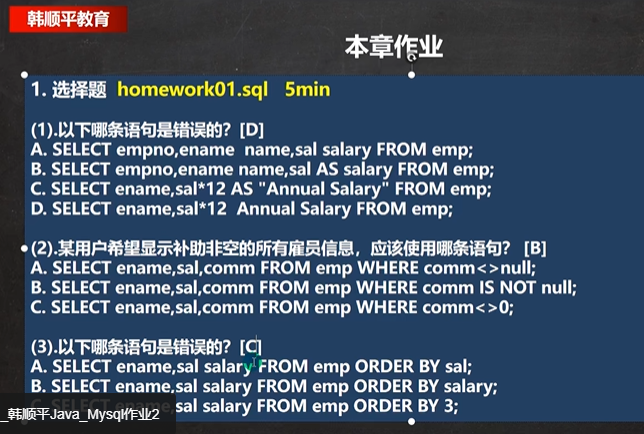 韩顺平教育
本章作业
1. 选择题 homework01.sql 5min
(1).以下哪条语句是错误的? [D]
A. SELECT empno,ename name,sal salary FROM emp;
B. SELECT empno,ename name,sal AS salary FROM emp;
C. SELECT ename,sal*12 AS "Annual Salary" FROM emp;
D. SELECT ename,sal*12 Annual Salary FROM emp;
(2).某用户希望显示补助非空的所有雇员信息，应该使用哪条语句? [B]
A. SELECT ename,sal,comm FROM emp WHERE comm<>null;
B. SELECT ename,sal,comm FROM emp WHERE comm IS NOT null;
C. SELECT ename,sal,comm FROM emp WHERE comm<>0;
(3).以下哪条语句是错误的? [C]
A. SELECT ename,sal salary FROM emp ORDER BY sal;
B. SELECT ename,sal salary FROM emp ORDER BY salary;
C. SELECT ename,sal salary FROM emp ORDER BY 3;
_韩顺平Java_Mysql作业2